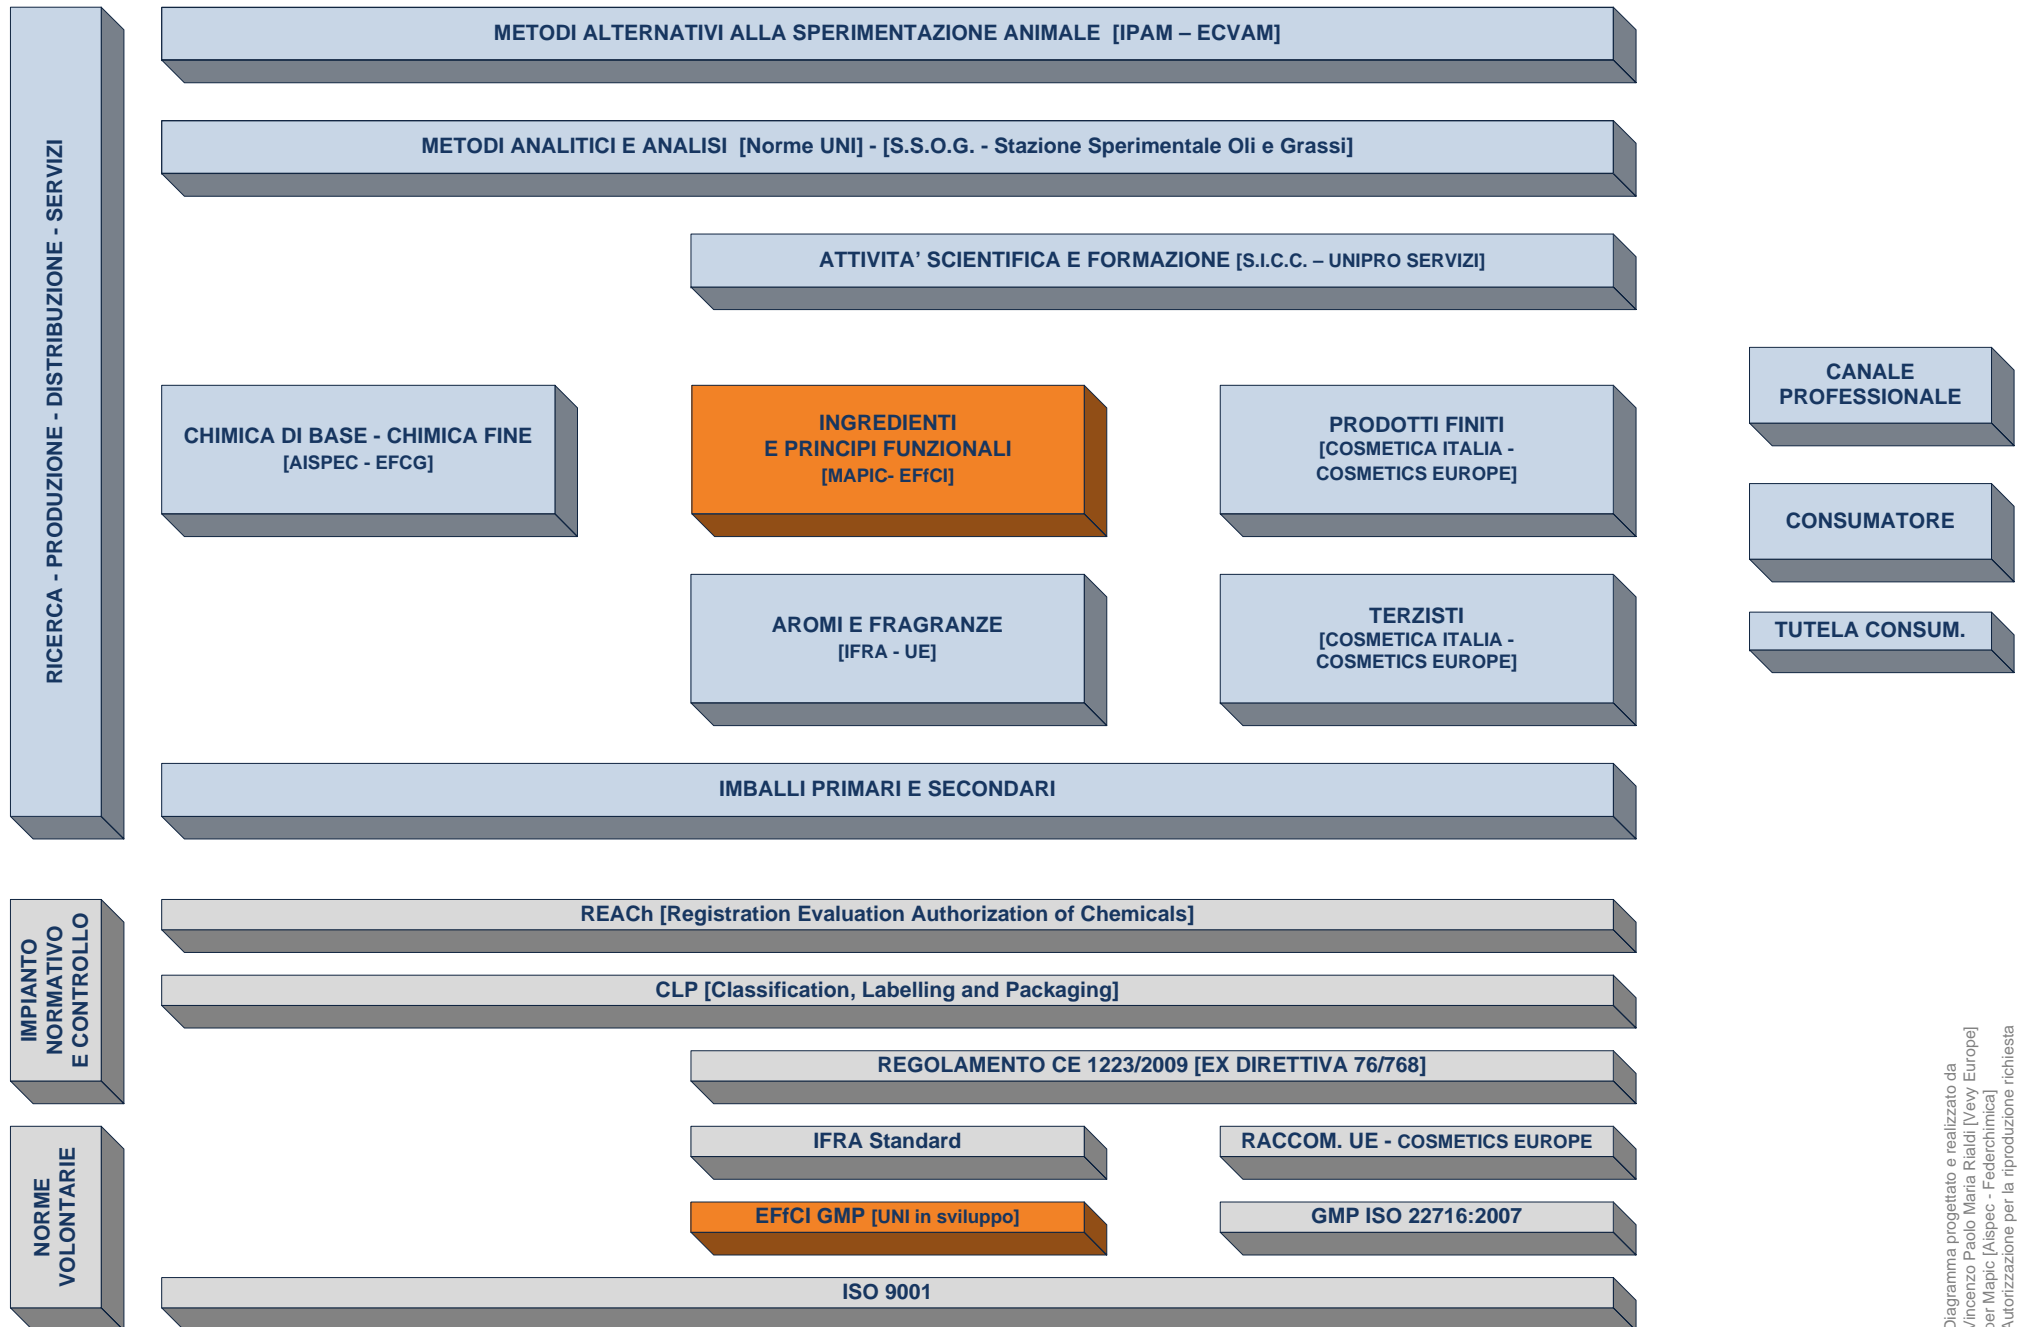 METODI ALTERNATIVI ALLA SPERIMENTAZIONE ANIMALE [IPAM – ECVAM]
METODI ANALITICI E ANALISI [Norme UNI] - [S.S.O.G. - Stazione Sperimentale Oli e Grassi]
RICERCA - PRODUZIONE - DISTRIBUZIONE - SERVIZI
ATTIVITA’ SCIENTIFICA E FORMAZIONE [S.I.C.C. – UNIPRO SERVIZI]
CHIMICA DI BASE - CHIMICA FINE
[AISPEC - EFCG]
INGREDIENTI
E PRINCIPI FUNZIONALI
[MAPIC- EFfCI]
PRODOTTI FINITI
[COSMETICA ITALIA -
COSMETICS EUROPE]
CANALE
PROFESSIONALE
CONSUMATORE
AROMI E FRAGRANZE
[IFRA - UE]
TERZISTI
[COSMETICA ITALIA -
COSMETICS EUROPE]
TUTELA CONSUM.
IMBALLI PRIMARI E SECONDARI
IMPIANTO
NORMATIVO
E CONTROLLO
REACh [Registration Evaluation Authorization of Chemicals]
CLP [Classification, Labelling and Packaging]
REGOLAMENTO CE 1223/2009 [EX DIRETTIVA 76/768]
NORME
VOLONTARIE
IFRA Standard
RACCOM. UE - COSMETICS EUROPE
EFfCI GMP [UNI in sviluppo]
GMP ISO 22716:2007
ISO 9001
Diagramma progettato e realizzato da
Vincenzo Paolo Maria Rialdi [Vevy Europe]
per Mapic [Aispec - Federchimica]
Autorizzazione per la riproduzione richiesta